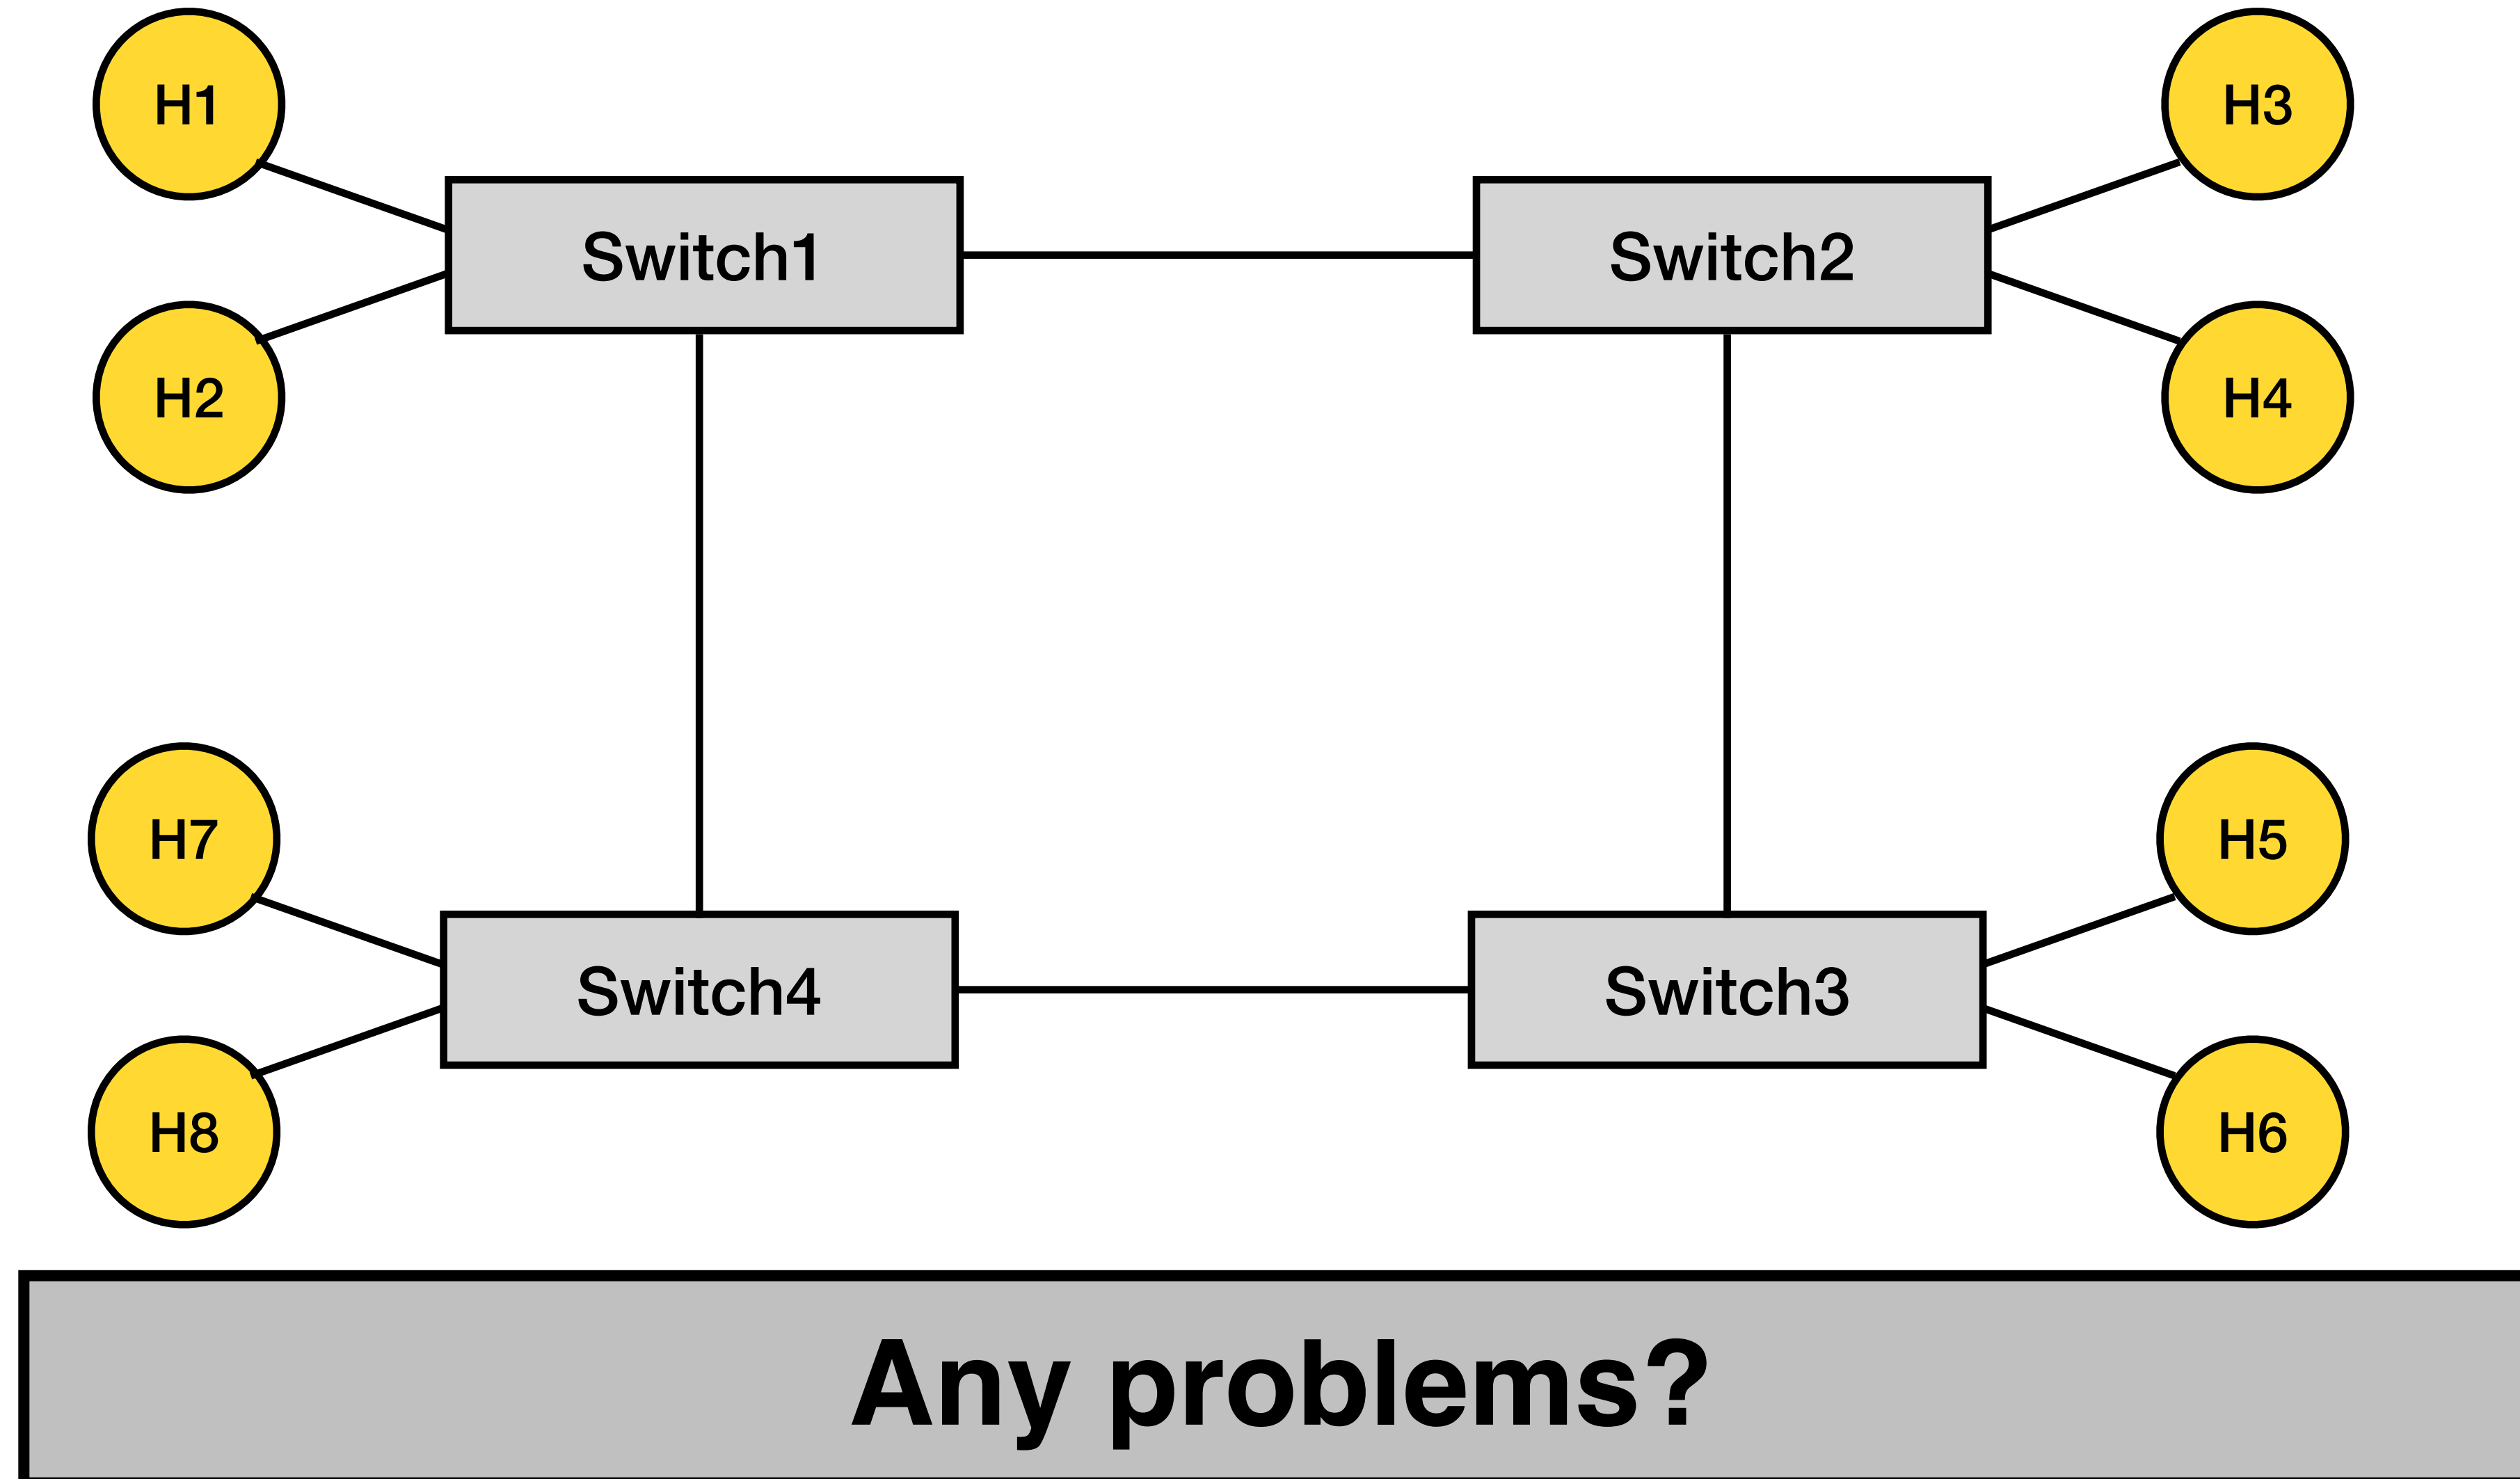 H1
H3
Switch1
Switch2
H2
H4
H7
H5
Switch4
Switch3
H8
H6
Any problems?